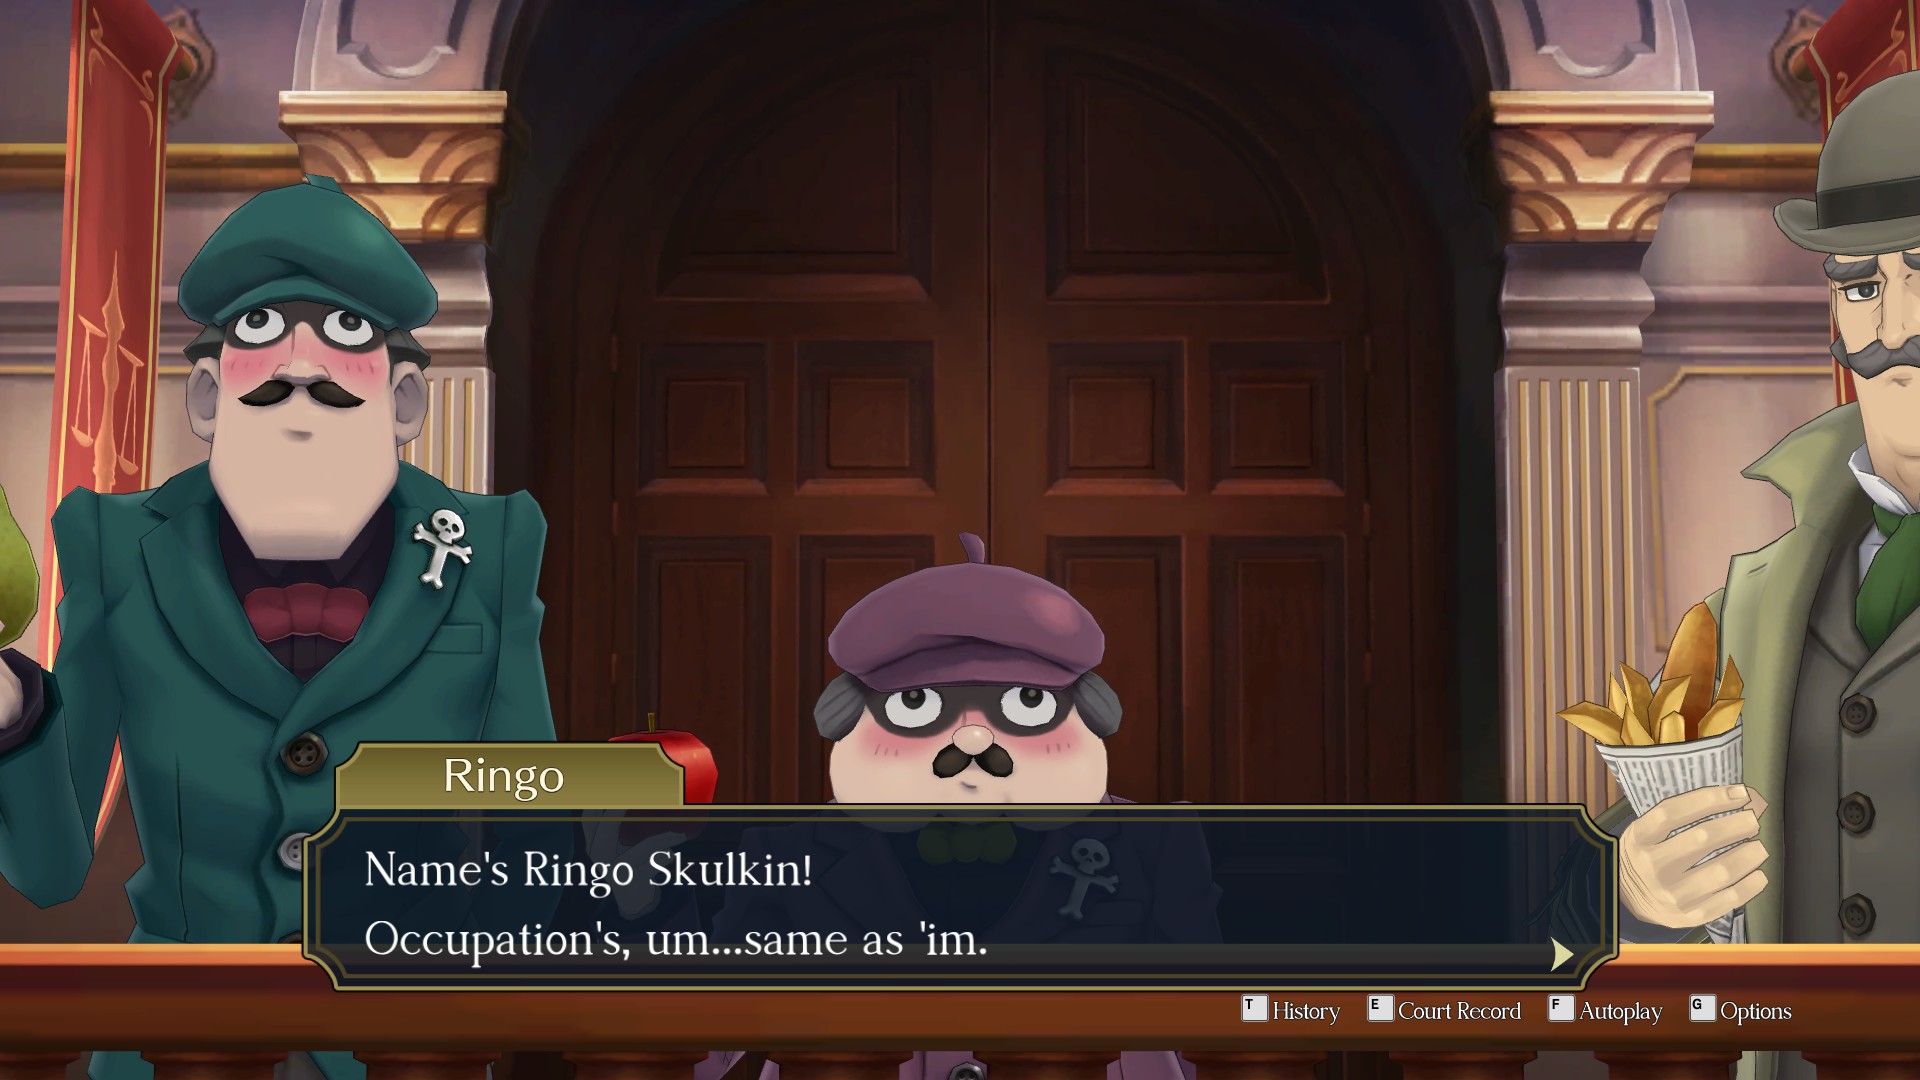 Ringo
Name's Ringo Skulkin!
Occupation's, um...same as 'im.
T History E Court Record F Autoplay G Options